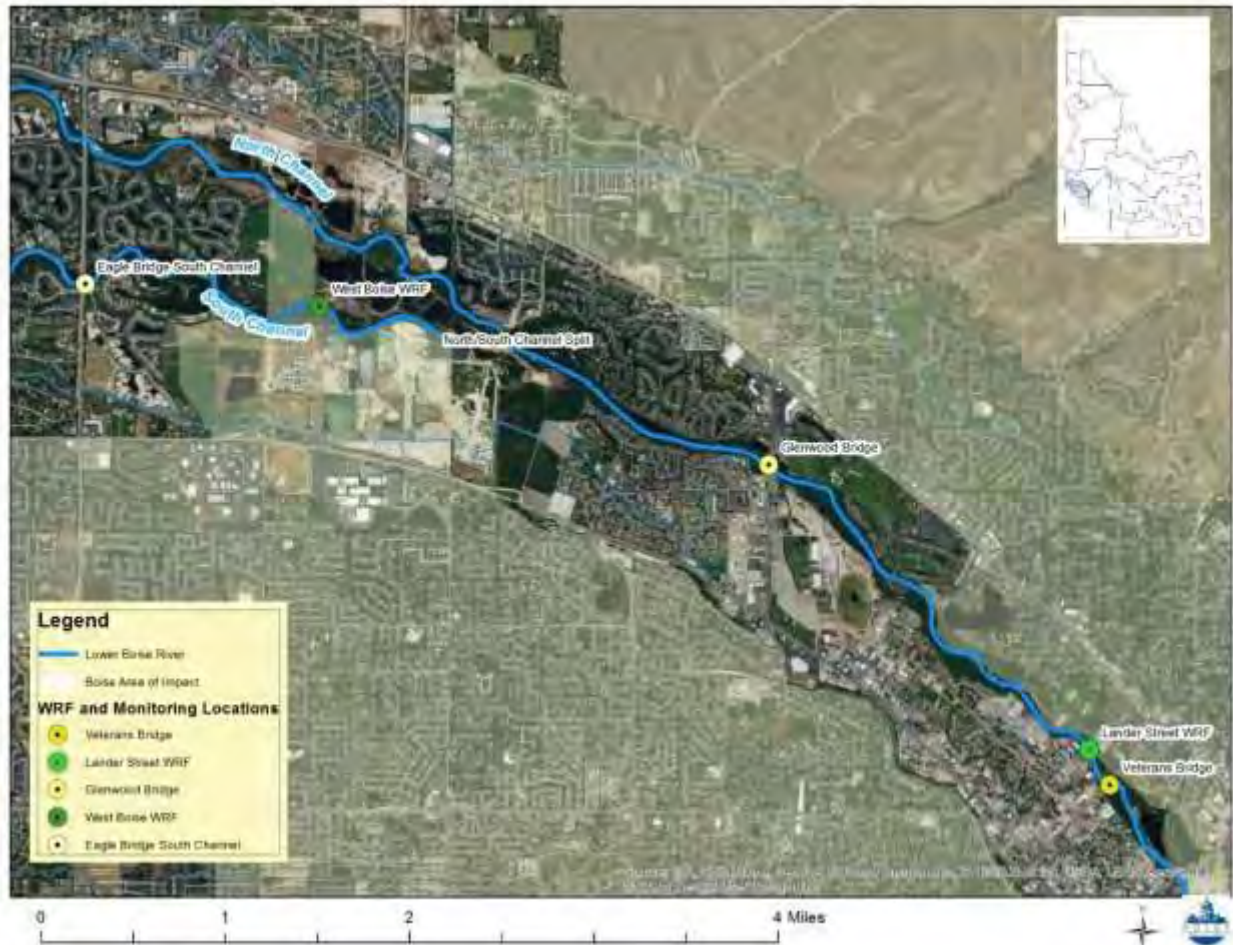 North Channel
Eagle Bridge South Channel
West Boise WRF
South Channel
North/South Channel Split
Glenwood Bridge
Lander Street WRF
Veterans Bridge
Legend
Lower Boise River
Boise Area of Impact
WRF and Monitoring Locations
Veterans Bridge
Lander Street WRF
Glenwood Bridge
West Boise WRF
Eagle Bridge South Channel
0 1 2 4 Miles